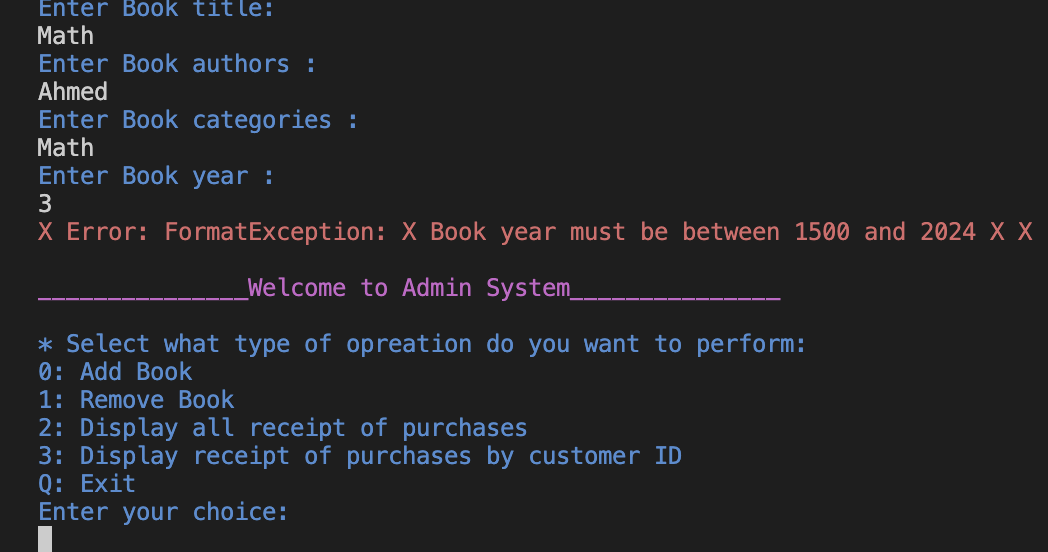 Enter Book title:
Math
Enter Book authors :
Ahmed
Enter Book categories :
Math
Enter Book year :
3
X Error: FormatException: X Book year must be between 1500 and 2024 X X
_______________Welcome to Admin System_______________
* Select what type of opreation do you want to perform:
0: Add Book
1: Remove Book
2: Display all receipt of purchases
3: Display receipt of purchases by customer ID
Q: Exit
Enter your choice: